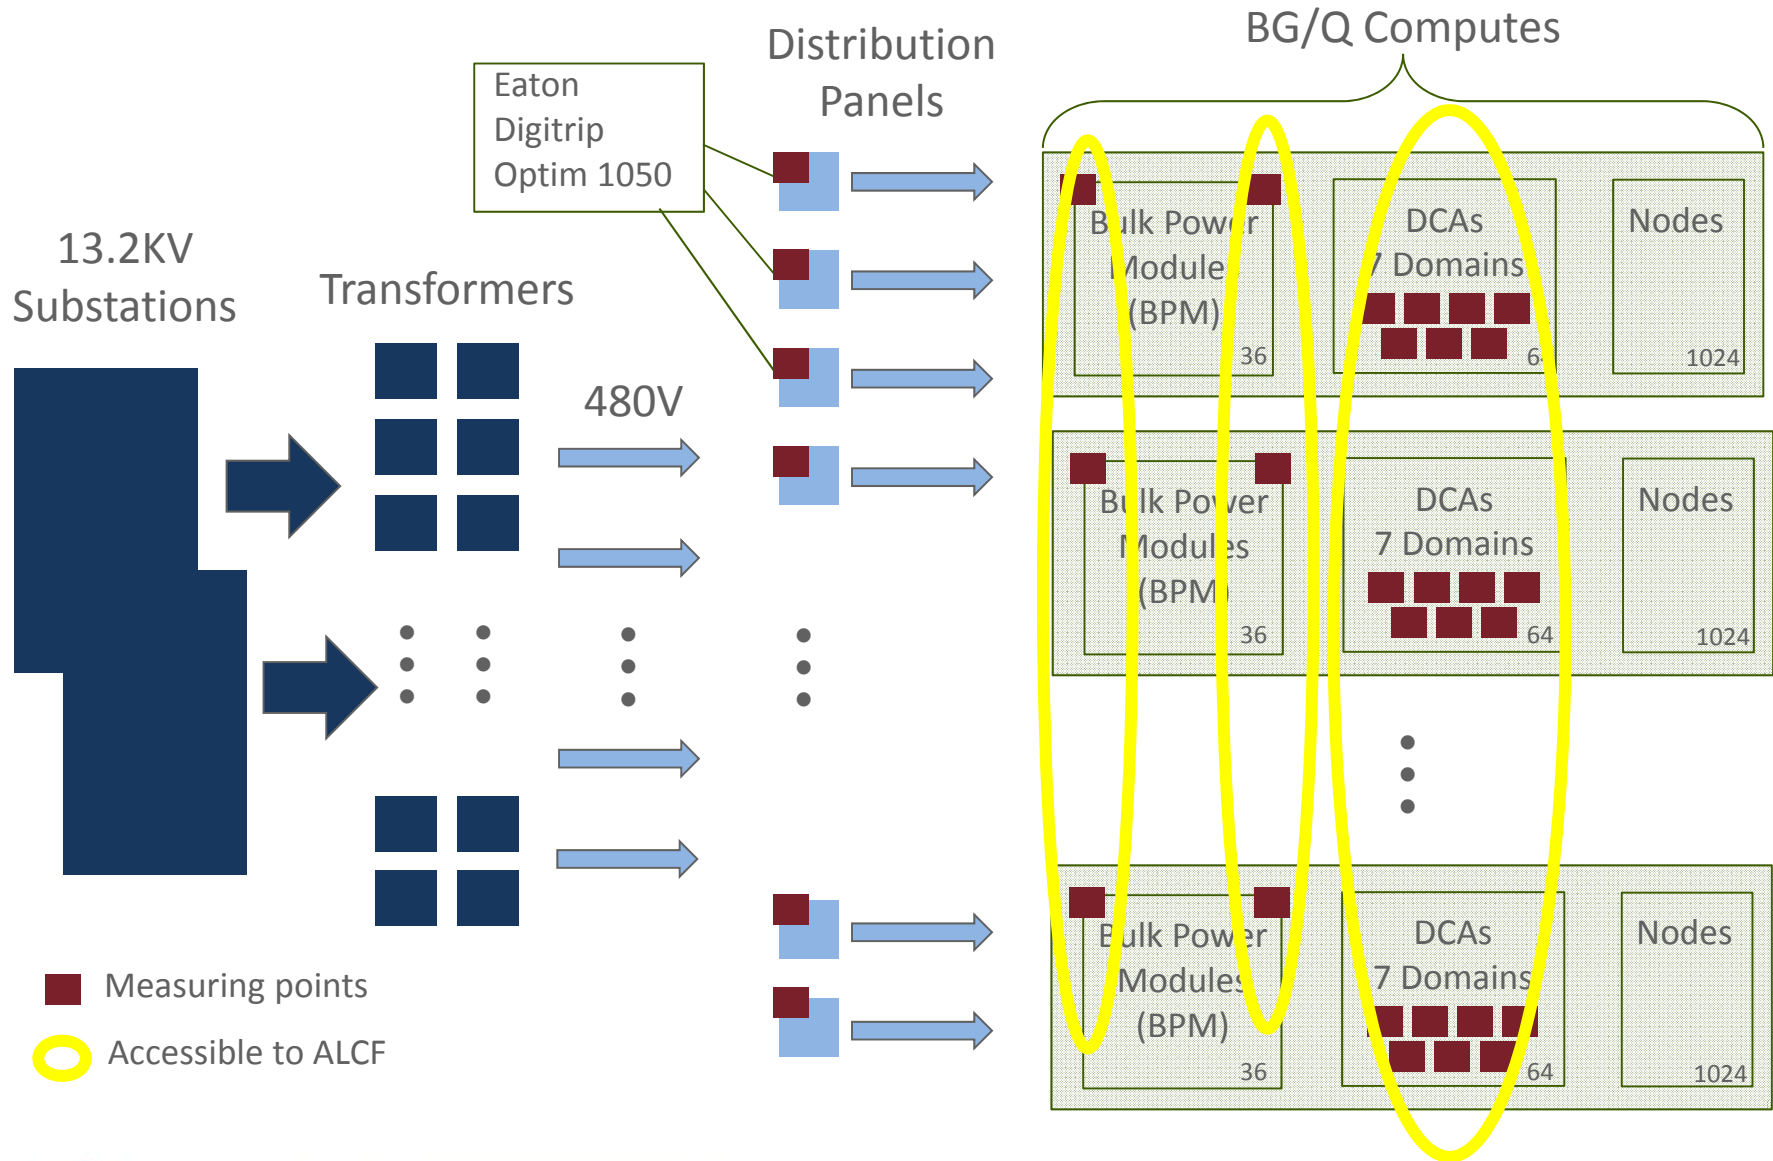 BG/Q Computes
Distribution
Panels
Eaton
Digitrip
Optim 1050
13.2KV
Substations
Transformers
480V
Bulk Power
Module
(BPM)
36
DCAs
7 Domains
64
Nodes
1024
Bulk Power
Modules
(BPM)
36
DCAs
7 Domains
64
Nodes
1024
Bulk Power
Modules
(BPM)
36
DCAs
7 Domains
64
Nodes
1024
Measuring points
Accessible to ALCF